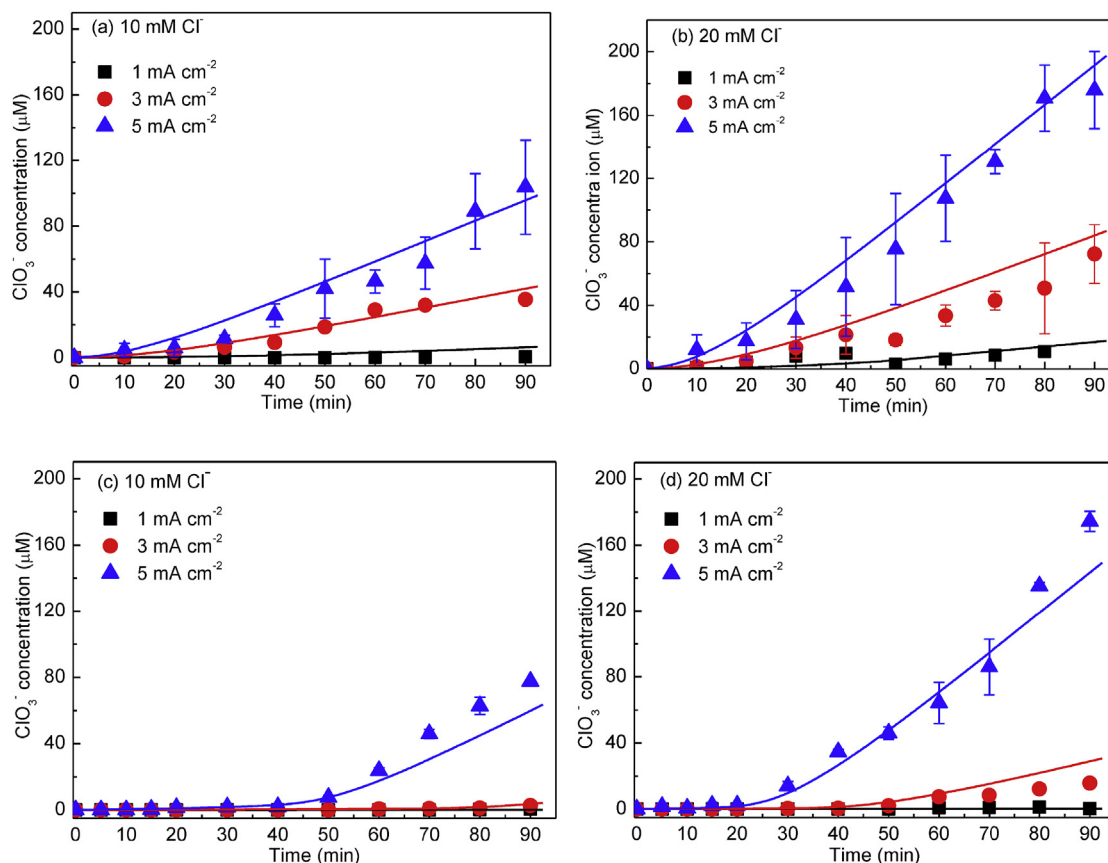 (a) 10 mM Cl⁻
1 mA cm⁻²
3 mA cm⁻²
5 mA cm⁻²
ClO₃⁻ concentration (µM)
200
160
120
80
40
0
0 10 20 30 40 50 60 70 80 90
Time (min)
(b) 20 mM Cl⁻
1 mA cm⁻²
3 mA cm⁻²
5 mA cm⁻²
ClO₃⁻ concentra ion (µM)
200
160
120
80
40
0
0 10 20 30 40 50 60 70 80 90
Time (min)
(c) 10 mM Cl⁻
1 mA cm⁻²
3 mA cm⁻²
5 mA cm⁻²
ClO₃⁻ concentration (µM)
200
160
120
80
40
0
0 10 20 30 40 50 60 70 80 90
Time (min)
(d) 20 mM Cl⁻
1 mA cm⁻²
3 mA cm⁻²
5 mA cm⁻²
ClO₃⁻ concentration (µM)
200
160
120
80
40
0
0 10 20 30 40 50 60 70 80 90
Time (min)